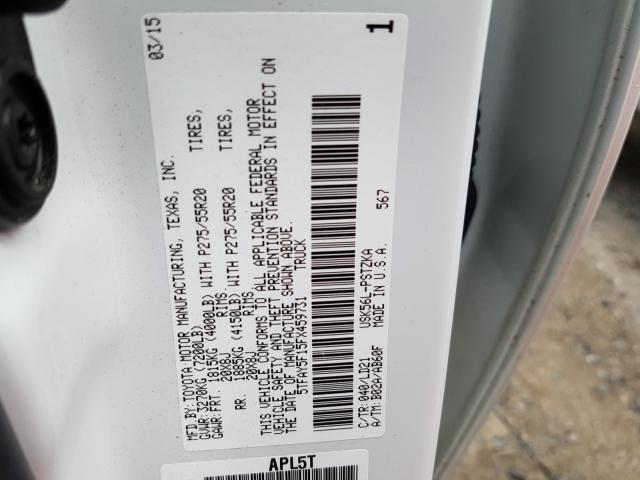 MFD. BY: TOYOTA MOTOR MANUFACTURING, TEXAS, INC. 03/15
GVWR: 3270KG (7200LB)
GAWR: FRT. 1815KG (4000LB) WITH P275/55R20 TIRES,
20X8J RIMS
RR. 1885KG (4150LB) WITH P275/55R20 TIRES,
20X8J RIMS
THIS VEHICLE CONFORMS TO ALL APPLICABLE FEDERAL MOTOR
VEHICLE SAFETY AND THEFT PREVENTION STANDARDS IN EFFECT ON
THE DATE OF MANUFACTURE SHOWN ABOVE.
5TFAY5F15FX459731 TRUCK
C/TR: 040/LD21 USK56L-PSTZKA 567 1
A/TM: B02A/AB60F MADE IN U.S.A.
APL5T